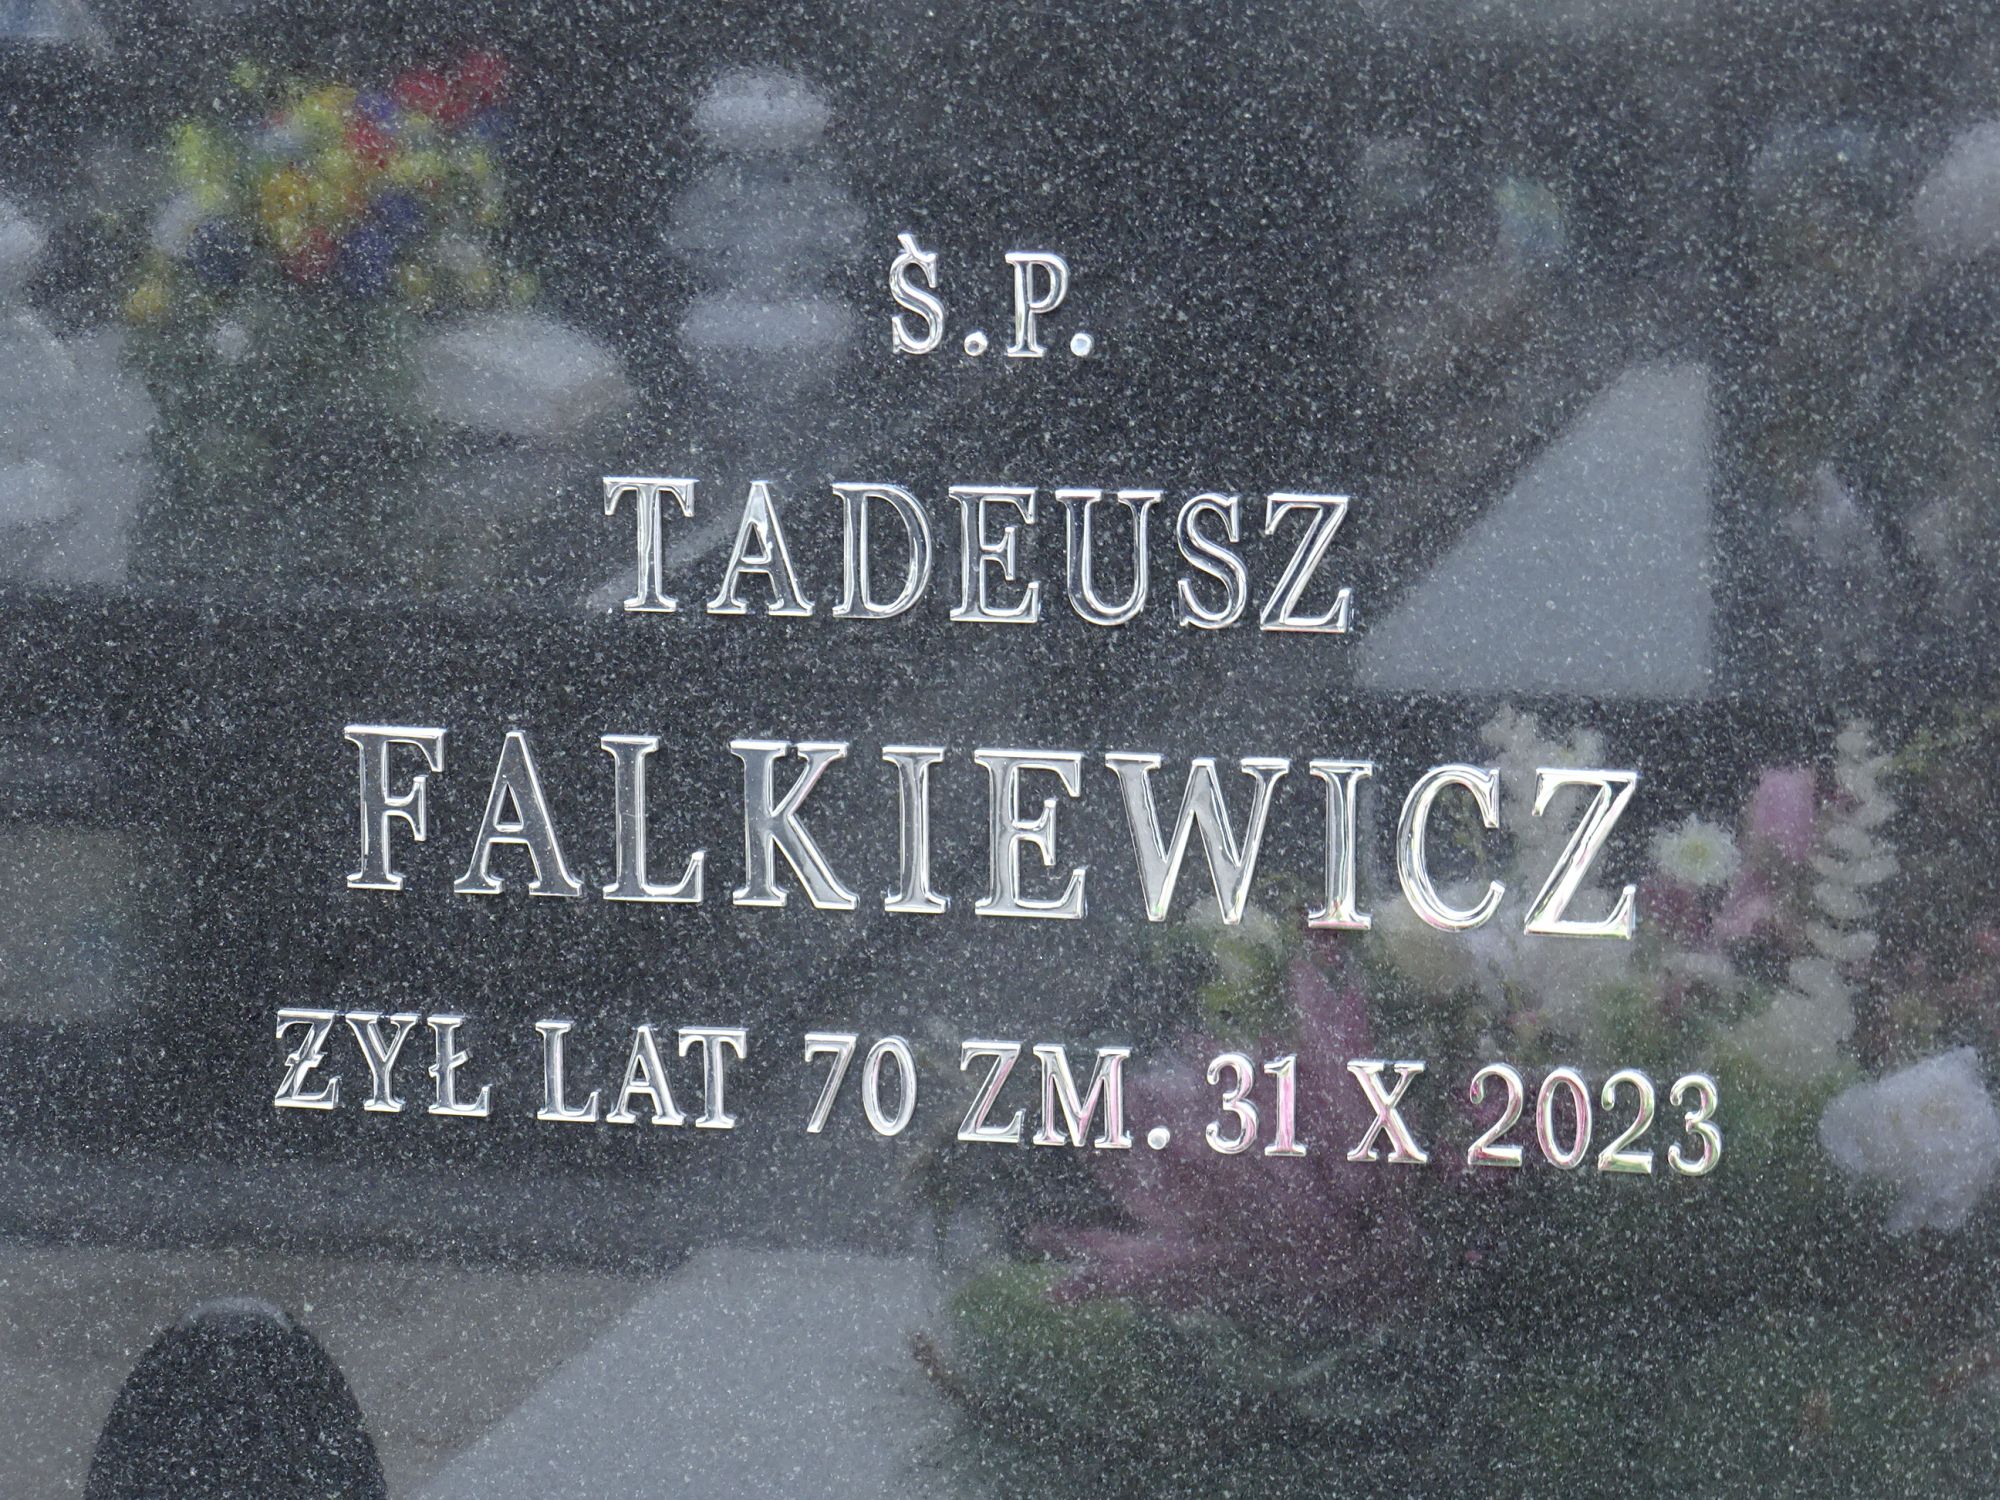 Ś.P.
TADEUSZ
FALKIEWICZ
ŻYŁ LAT 70 ZM. 31 X 2023